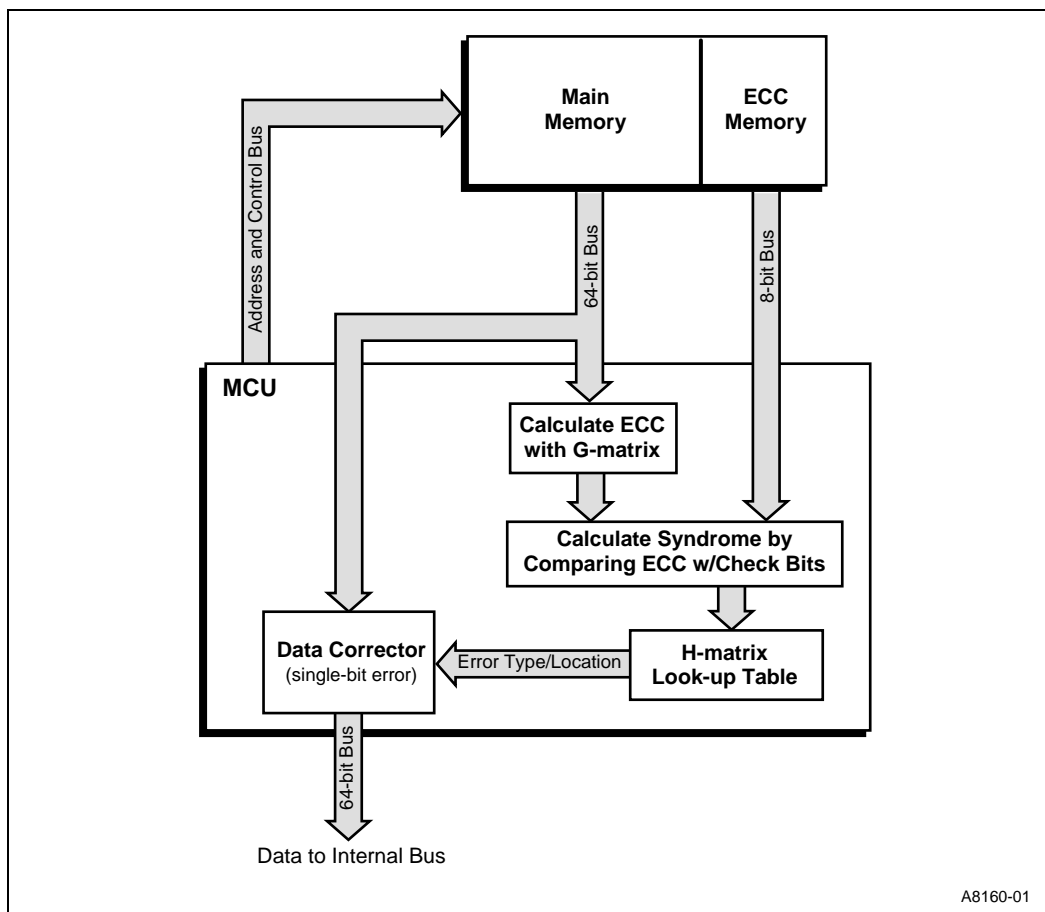 Main
Memory
ECC
Memory
Address and Control Bus
64-bit Bus
8-bit Bus
MCU
Calculate ECC
with G-matrix
Calculate Syndrome by
Comparing ECC w/Check Bits
Data Corrector
(single-bit error)
Error Type/Location
H-matrix
Look-up Table
64-bit Bus
Data to Internal Bus
A8160-01